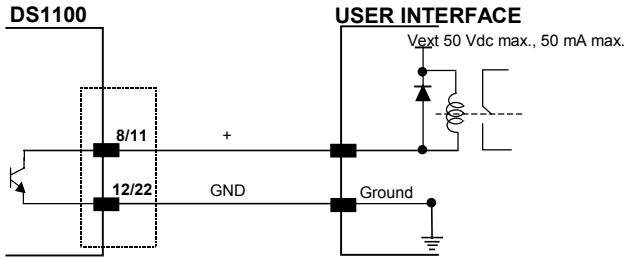 DS1100
USER INTERFACE
Vext 50 Vdc max., 50 mA max.
8/11
+
12/22
GND
Ground